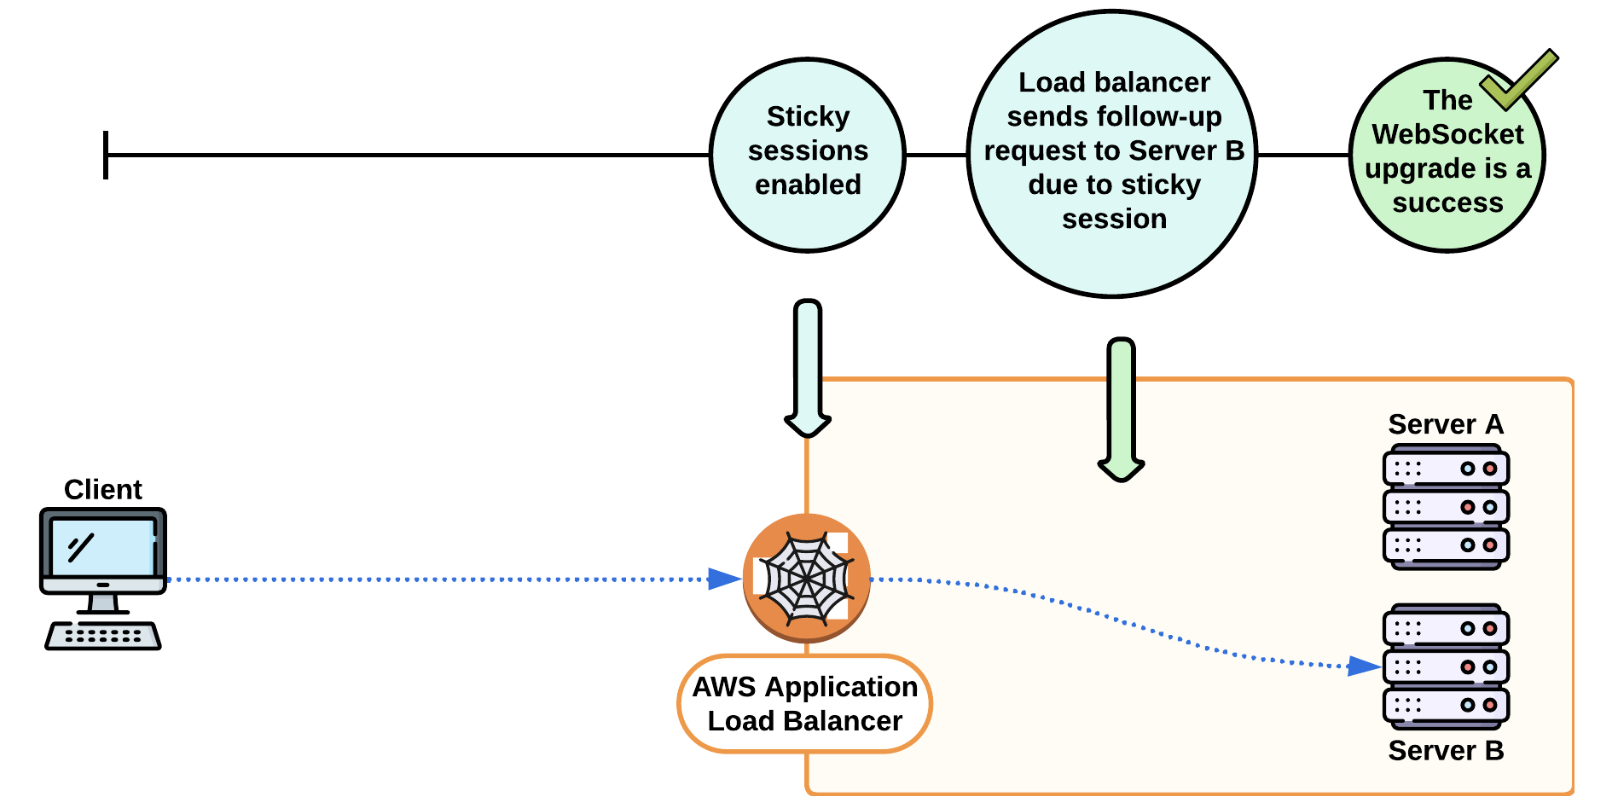 Sticky
sessions
enabled
Load balancer
sends follow-up
request to Server B
due to sticky
session
The
WebSocket
upgrade is a
success
Server A
Client
AWS Application
Load Balancer
Server B